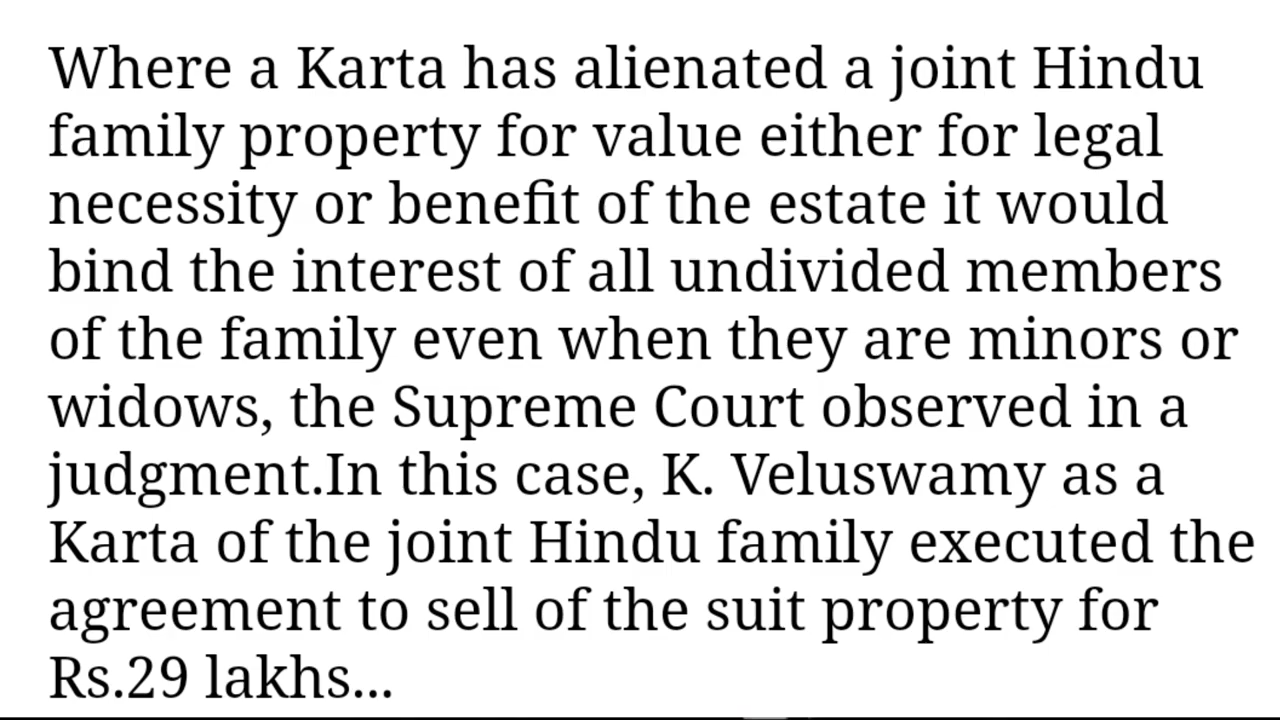 Where a Karta has alienated a joint Hindu
family property for value either for legal
necessity or benefit of the estate it would
bind the interest of all undivided members
of the family even when they are minors or
widows, the Supreme Court observed in a
judgment.In this case, K. Veluswamy as a
Karta of the joint Hindu family executed the
agreement to sell of the suit property for
Rs.29 lakhs...